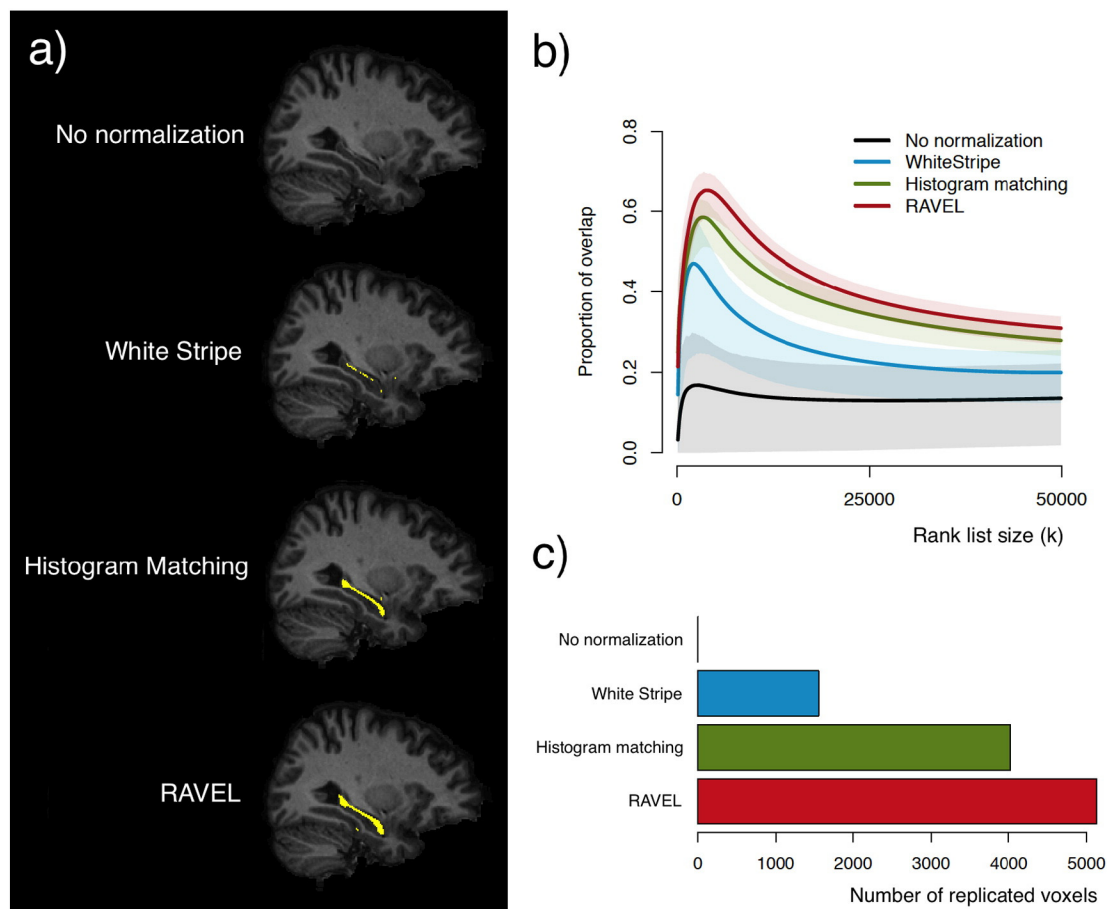 a)
No normalization
White Stripe
Histogram Matching
RAVEL
b)
Proportion of overlap
0.0
0.2
0.4
0.6
0.8
No normalization
WhiteStripe
Histogram matching
RAVEL
0
25000
50000
Rank list size (k)
c)
No normalization
White Stripe
Histogram matching
RAVEL
0
1000
2000
3000
4000
5000
Number of replicated voxels